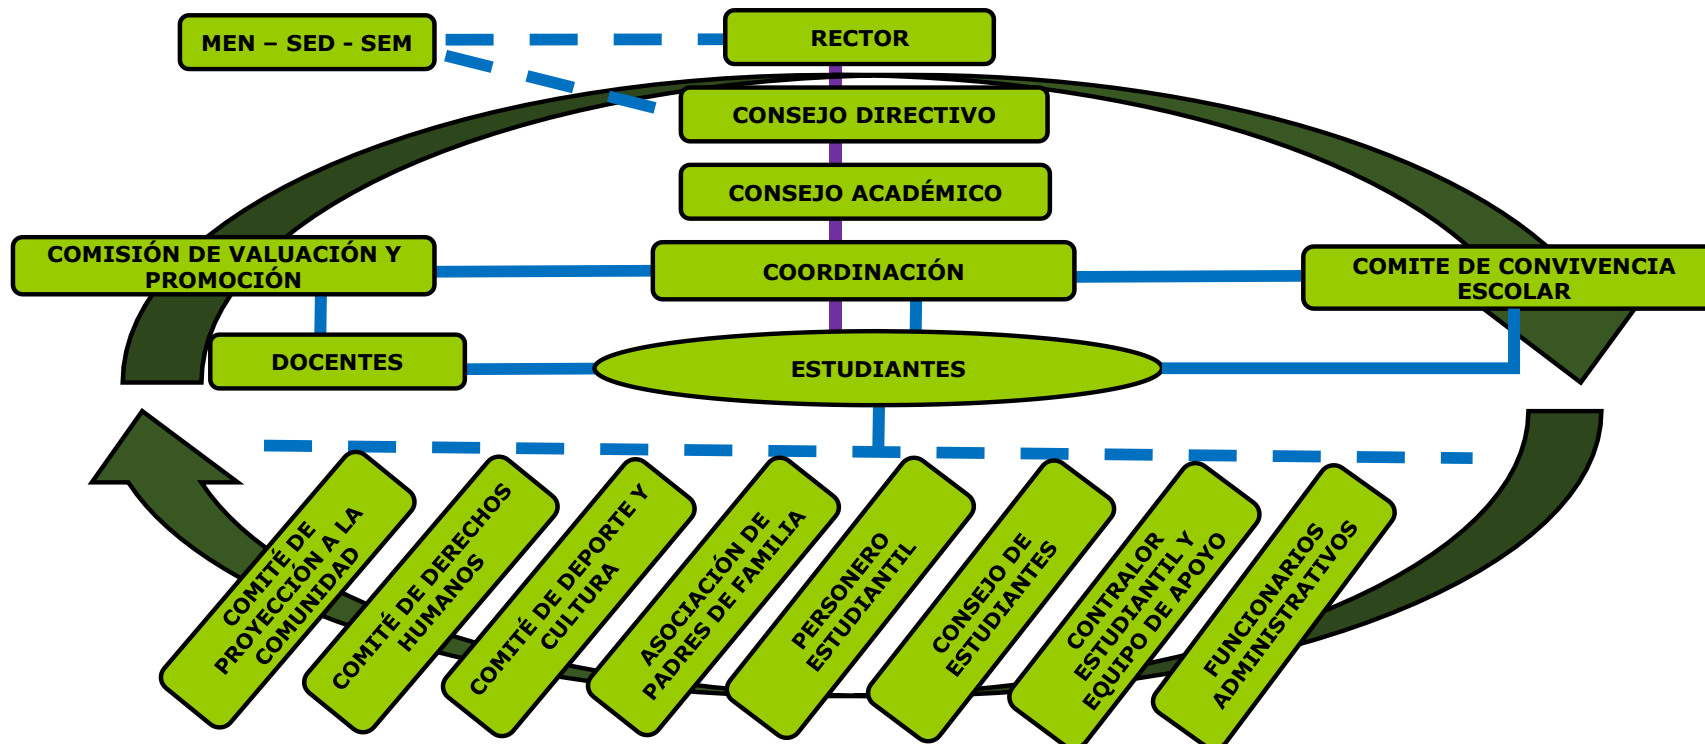 MEN – SED - SEM
RECTOR
CONSEJO DIRECTIVO
CONSEJO ACADÉMICO
COMISIÓN DE VALUACIÓN Y
PROMOCIÓN
COORDINACIÓN
COMITE DE CONVIVENCIA
ESCOLAR
DOCENTES
ESTUDIANTES
COMITÉ DE
PROYECCIÓN A LA
COMUNIDAD
COMITÉ DE DERECHOS
HUMANOS
COMITÉ DE DEPORTE Y
CULTURA
ASOCIACIÓN DE
PADRES DE FAMILIA
PERSONERO
ESTUDIANTIL
CONSEJO DE
ESTUDIANTES
CONTRALOR
ESTUDIANTIL Y
EQUIPO DE APOYO
FUNCIONARIOS
ADMINISTRATIVOS